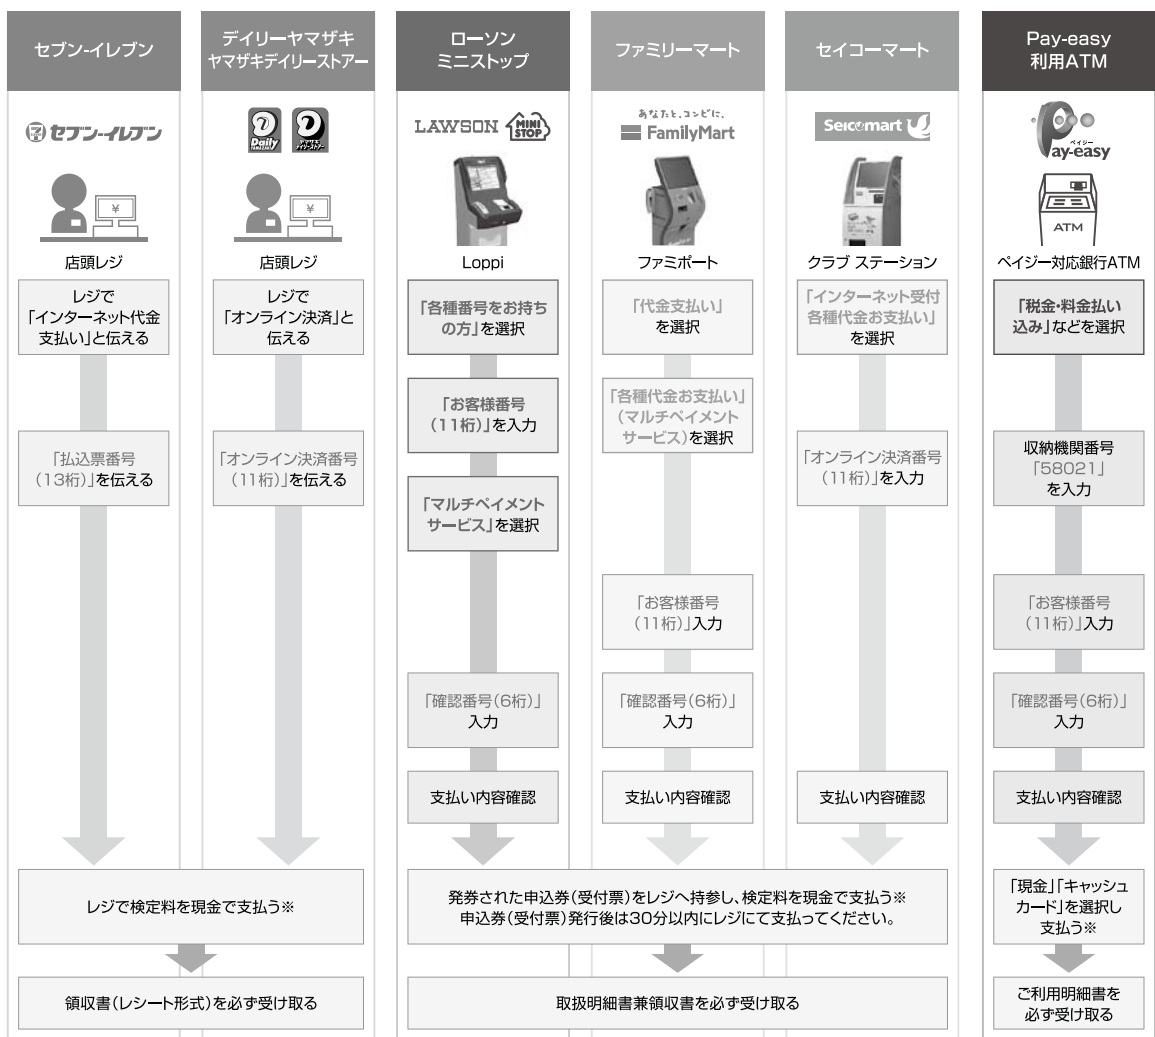 セブン-イレブン
デイリーヤマザキ
ヤマザキデイリーストアー
ローソン
ミニストップ
ファミリーマート
セイコーマート
Pay-easy
利用ATM
セブン-イレブン
Daily
YAMAZAKI
LAWSON
MINI
STOP
あなたと、コンビに、
FamilyMart
Seicomart
ペイジー
Pay-easy
¥
¥
ATM
店頭レジ
店頭レジ
Loppi
ファミポート
クラブ ステーション
ペイジー対応銀行ATM
レジで
「インターネット代金
支払い」と伝える
レジで
「オンライン決済」と
伝える
「各種番号をお持ち
の方」を選択
「代金支払い」
を選択
「インターネット受付
各種代金お支払い」
を選択
「税金・料金払い
込み」などを選択
「お客様番号
(11桁)」を入力
「各種代金お支払い」
(マルチペイメント
サービス)を選択
「払込票番号
(13桁)」を伝える
「オンライン決済番号
(11桁)」を伝える
「マルチペイメント
サービス」を選択
「オンライン決済番号
(11桁)」を入力
収納機関番号
「58021」
を入力
「お客様番号
(11桁)」入力
「お客様番号
(11桁)」入力
「確認番号(6桁)」
入力
「確認番号(6桁)」
入力
「確認番号(6桁)」
入力
支払い内容確認
支払い内容確認
支払い内容確認
支払い内容確認
レジで検定料を現金で支払う※
発券された申込券(受付票)をレジへ持参し、検定料を現金で支払う※
申込券(受付票)発行後は30分以内にレジにて支払ってください。
「現金」「キャッシュ
カード」を選択し
支払う※
領収書(レシート形式)を必ず受け取る
取扱明細書兼領収書を必ず受け取る
ご利用明細書を
必ず受け取る